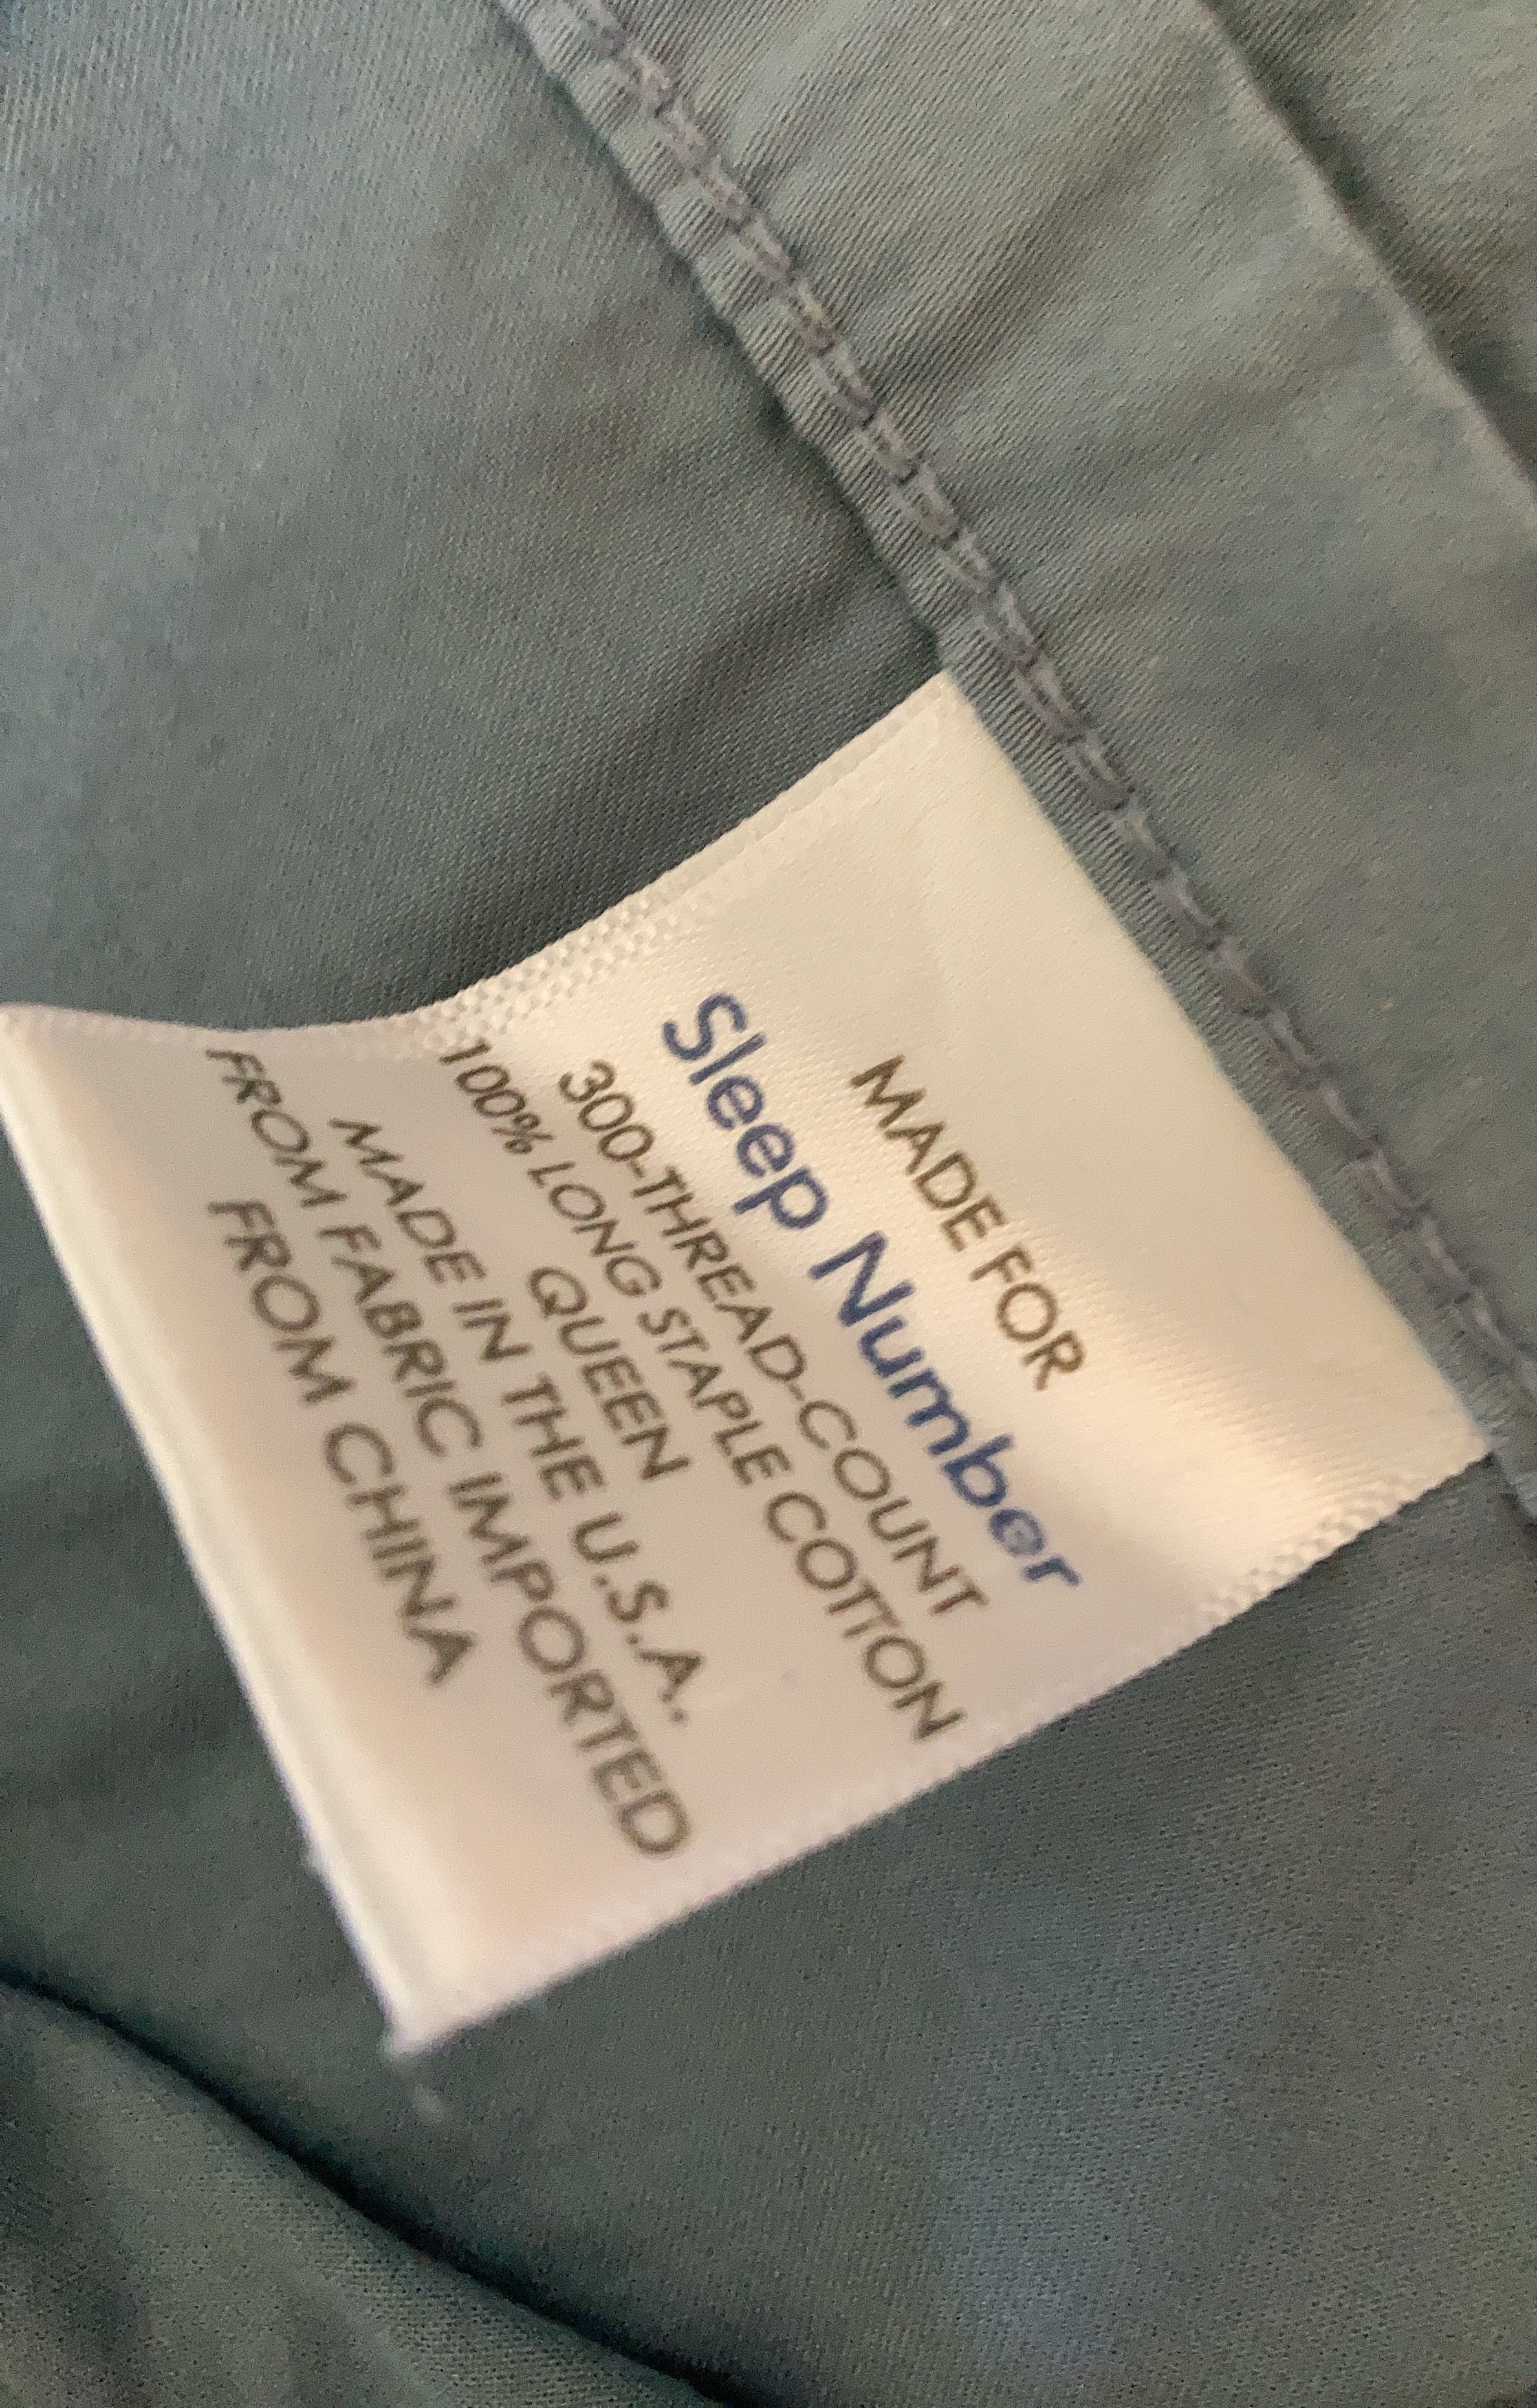 MADE FOR
Sleep Number
300-THREAD-COUNT
100% LONG STAPLE COTTON
QUEEN
MADE IN THE U.S.A.
FROM FABRIC IMPORTED
FROM CHINA